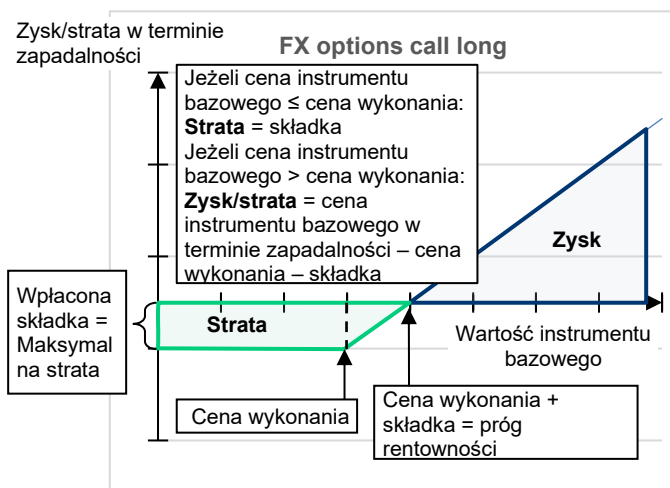 Zysk/strata w terminie
zapadalności
FX options call long
Jeżeli cena instrumentu
bazowego ≤ cena wykonania:
Strata = składka
Jeżeli cena instrumentu
bazowego > cena wykonania:
Zysk/strata = cena
instrumentu bazowego w
terminie zapadalności – cena
wykonania – składka
Zysk
Wpłacona
składka =
Maksymal
na strata
Strata
Wartość instrumentu
bazowego
Cena wykonania
Cena wykonania +
składka = próg
rentowności